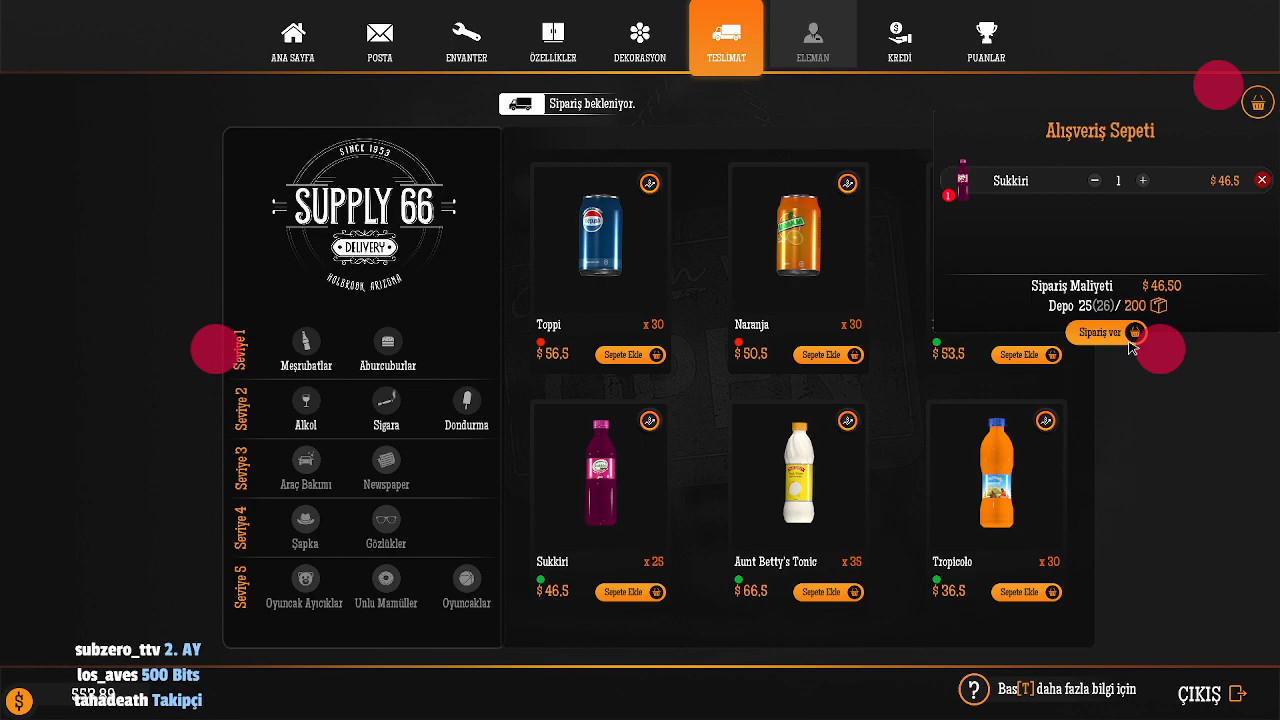 ANA SAYFA
POSTA
ENVANTER
ÖZELLİKLER
DEKORASYON
TESLİMAT
ELEMAN
KREDİ
PUANLAR
Sipariş bekleniyor.
Alışveriş Sepeti
Sukkiri
1
$ 46,5
1
Sipariş Maliyeti $ 46,50
Depo 25(26)/ 200
Sipariş ver
SINCE 1953
SUPPLY 66
DELIVERY
HOLBROOK, ARIZONA
Seviye 1
Meşrubatlar
Aburcuburlar
Seviye 2
Alkol
Sigara
Dondurma
Seviye 3
Araç Bakımı
Newspaper
Seviye 4
Şapka
Gözlükler
Seviye 5
Oyuncak Ayıcıklar
Unlu Mamüller
Oyuncaklar
Toppi x 30
$ 56,5 Sepete Ekle
Naranja x 30
$ 50,5 Sepete Ekle
$ 53,5 Sepete Ekle
Sukkiri x 25
$ 46,5 Sepete Ekle
Aunt Betty's Tonic x 35
$ 66,5 Sepete Ekle
Tropicolo x 30
$ 36,5 Sepete Ekle
subzero_ttv 2. AY
los_aves 500 Bits
tahadeath Takipçi
Bas[T] daha fazla bilgi için
ÇIKIŞ